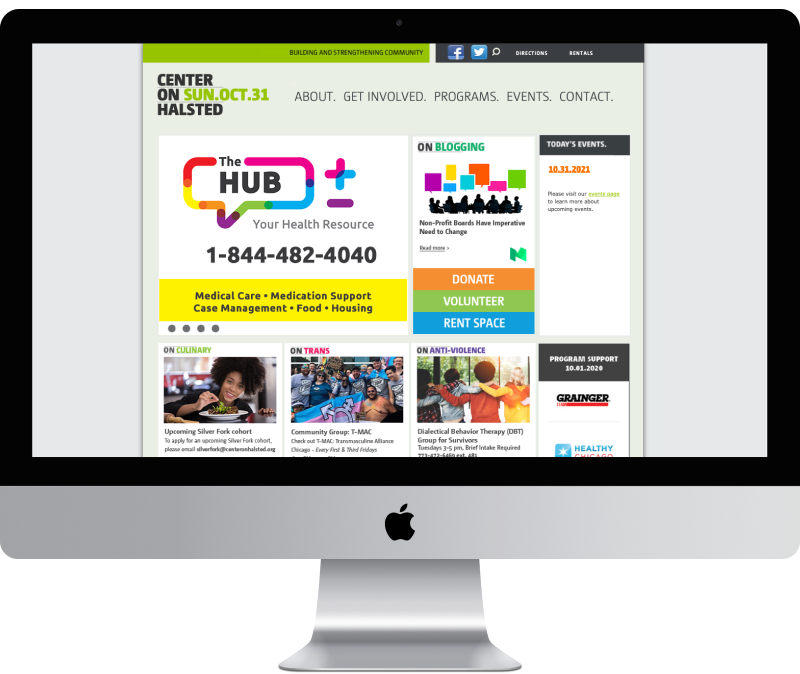 BUILDING AND STRENGTHENING COMMUNITY
DIRECTIONS
RENTALS
CENTER
ON SUN.OCT.31
HALSTED
ABOUT. GET INVOLVED. PROGRAMS. EVENTS. CONTACT.
The
HUB
Your Health Resource
1-844-482-4040
Medical Care • Medication Support
Case Management • Food • Housing
ON BLOGGING
Non-Profit Boards Have Imperative
Need to Change
Read more >
DONATE
VOLUNTEER
RENT SPACE
TODAY'S EVENTS.
10.31.2021
Please visit our events page
to learn more about
upcoming events.
ON CULINARY
Upcoming Silver Fork cohort
To apply for an upcoming Silver Fork cohort,
please email silverfork@centeronhalsted.org
ON TRANS
Community Group: T-MAC
Check out T-MAC: Transmasculine Alliance
Chicago - Every First & Third Fridays
ON ANTI-VIOLENCE
Dialectical Behavior Therapy (DBT)
Group for Survivors
Tuesdays 3-5 pm, Brief Intake Required
773-472-6469 ext. 481
PROGRAM SUPPORT
10.01.2020
GRAINGER
HEALTHY
CHICAGO